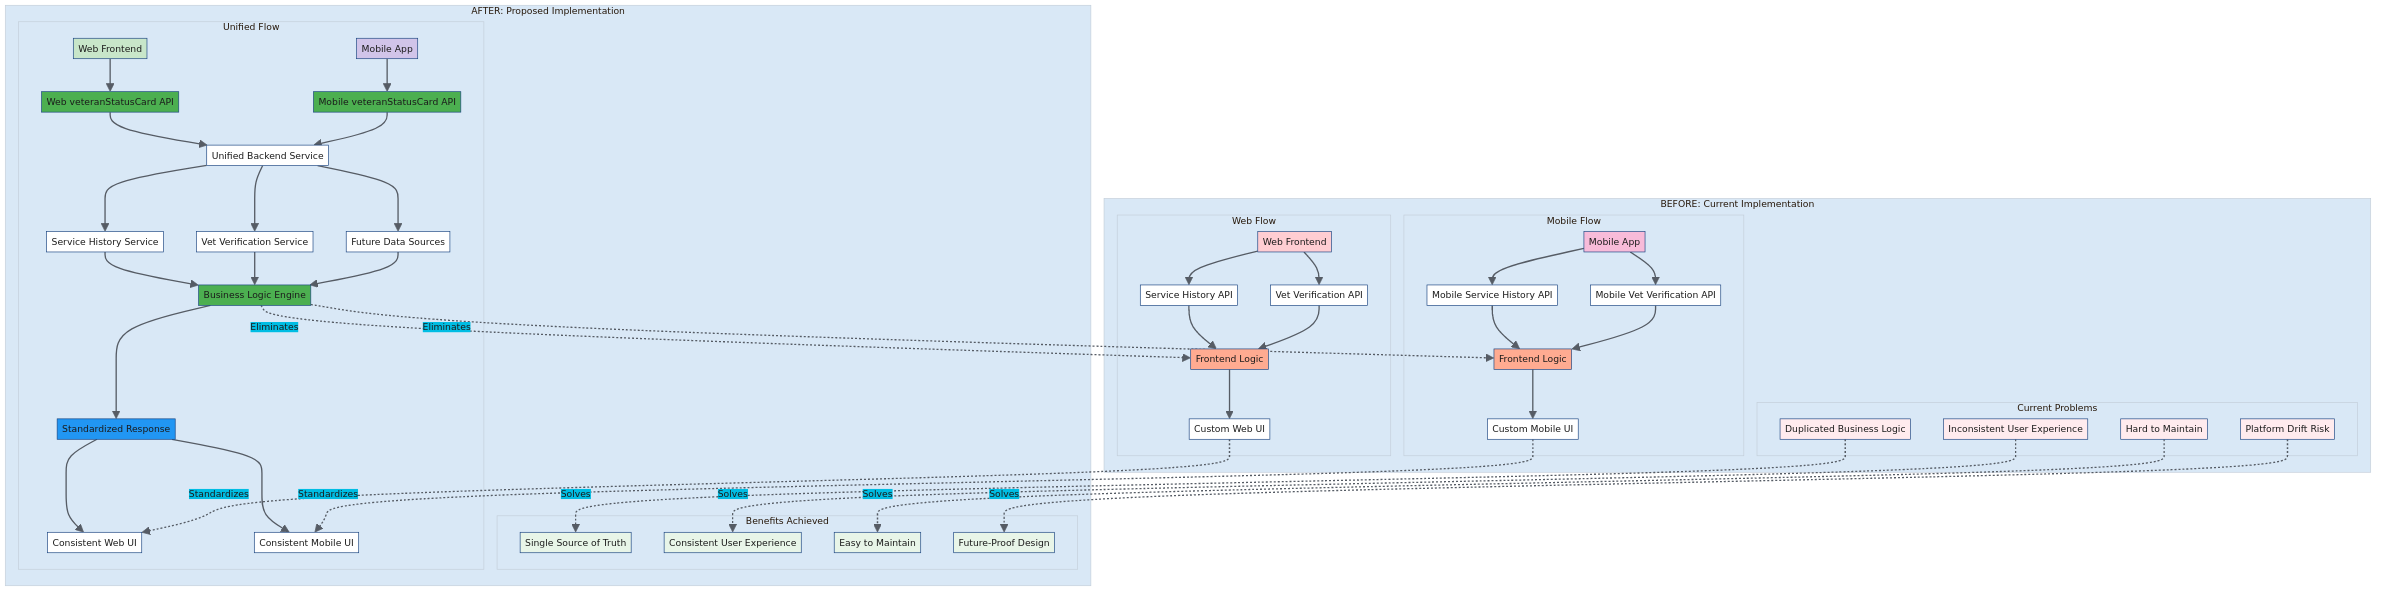 AFTER: Proposed Implementation
Unified Flow
Web Frontend
Mobile App
Web veteranStatusCard API
Mobile veteranStatusCard API
Unified Backend Service
Service History Service
Vet Verification Service
Future Data Sources
Business Logic Engine
Eliminates
Eliminates
Standardized Response
Standardizes
Standardizes
Solves
Solves
Solves
Solves
Consistent Web UI
Consistent Mobile UI
Benefits Achieved
Single Source of Truth
Consistent User Experience
Easy to Maintain
Future-Proof Design
BEFORE: Current Implementation
Web Flow
Web Frontend
Service History API
Vet Verification API
Frontend Logic
Custom Web UI
Mobile Flow
Mobile App
Mobile Service History API
Mobile Vet Verification API
Frontend Logic
Custom Mobile UI
Current Problems
Duplicated Business Logic
Inconsistent User Experience
Hard to Maintain
Platform Drift Risk